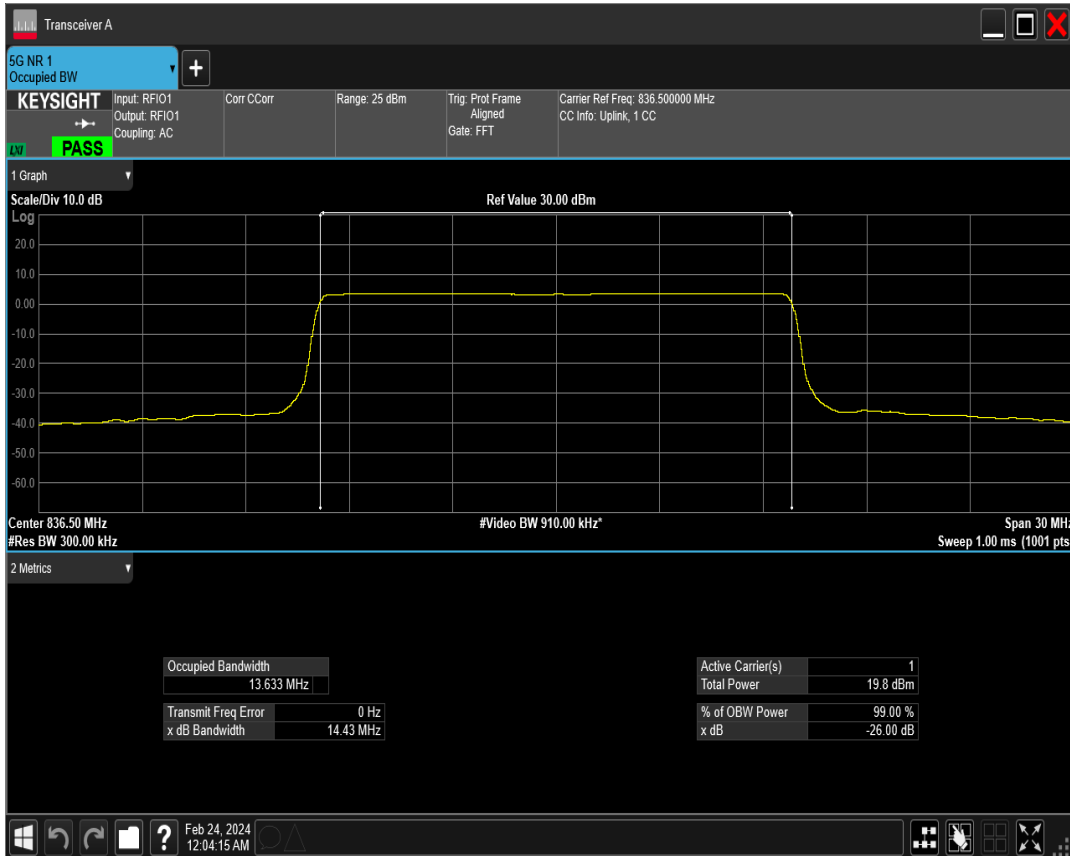 Transceiver A
5G NR 1
Occupied BW
+
KEYSIGHT
Input: RFIO1
Output: RFIO1
Coupling: AC
Corr CCorr
Range: 25 dBm
Trig: Prot Frame
Aligned
Gate: FFT
Carrier Ref Freq: 836.500000 MHz
CC Info: Uplink, 1 CC
LXI
PASS
1 Graph
Scale/Div 10.0 dB
Ref Value 30.00 dBm
Log
20.0
10.0
0.00
-10.0
-20.0
-30.0
-40.0
-50.0
-60.0
Center 836.50 MHz
#Video BW 910.00 kHz*
Span 30 MHz
#Res BW 300.00 kHz
Sweep 1.00 ms (1001 pts
2 Metrics
Occupied Bandwidth
13.633 MHz
Transmit Freq Error 0 Hz
x dB Bandwidth 14.43 MHz
Active Carrier(s) 1
Total Power 19.8 dBm
% of OBW Power 99.00 %
x dB -26.00 dB
?
Feb 24, 2024
12:04:15 AM